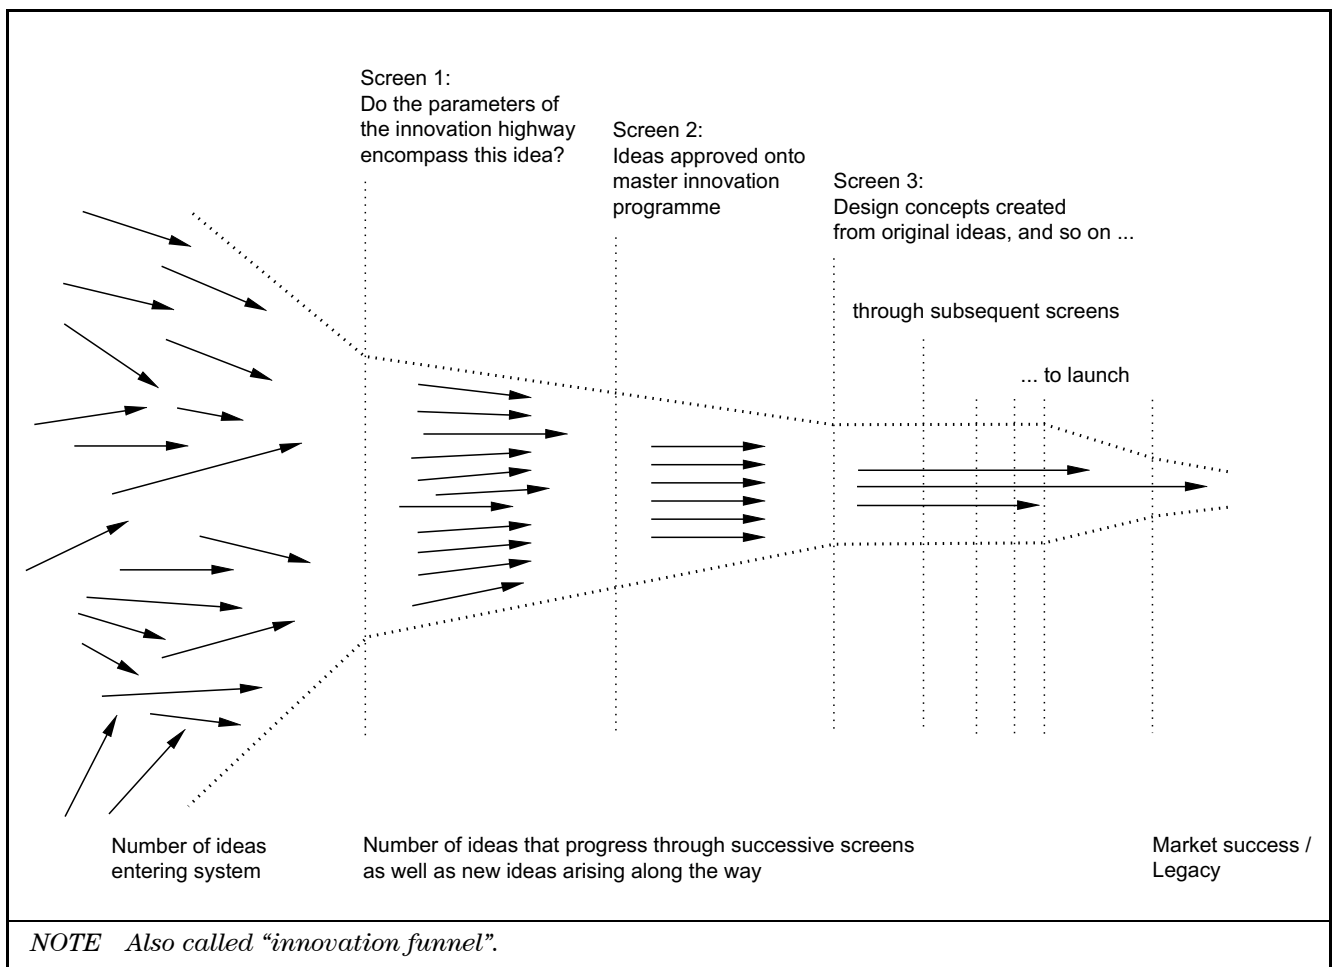 Screen 1:
Do the parameters of
the innovation highway
encompass this idea?
Screen 2:
Ideas approved onto
master innovation
programme
Screen 3:
Design concepts created
from original ideas, and so on ...
through subsequent screens
... to launch
Number of ideas
entering system
Number of ideas that progress through successive screens
as well as new ideas arising along the way
Market success /
Legacy
NOTE Also called “innovation funnel”.